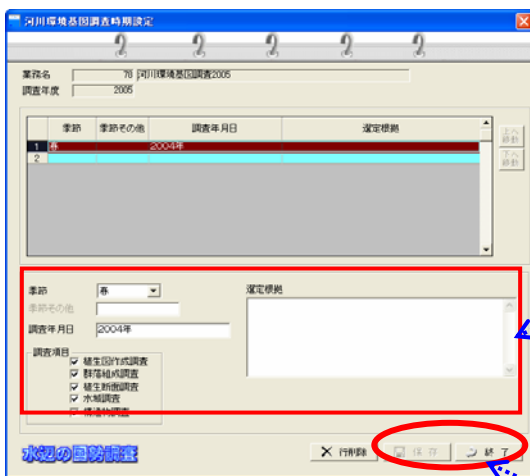 河川環境基図調査時期設定
業務名 78 河川環境基図調査2005
調査年度 2005
季節 季節その他 調査年月日 選定根拠
1 春 2004年
2
上へ移動
下へ移動
季節 春 選定根拠
季節その他
調査年月日 2004年
調査項目
植生図作成調査
群落組成調査
植生断面調査
水域調査
構造物調査
水辺の国勢調査 行削除 保存 終了